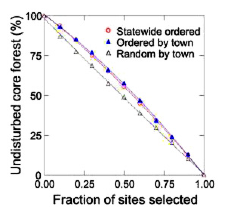 Undisturbed core forest (%)
100
75
50
25
0
Statewide ordered
Ordered by town
Random by town
0.00 0.25 0.50 0.75 1.00
Fraction of sites selected